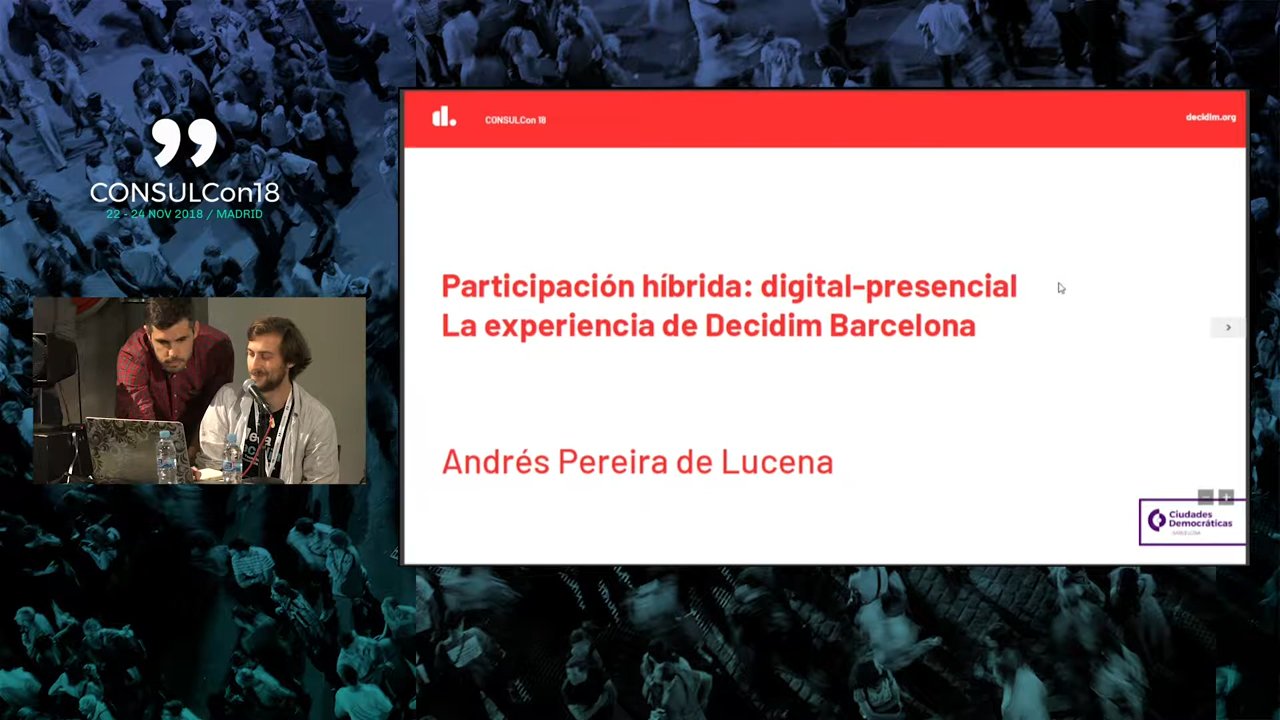 CONSULCon18
22 - 24 NOV 2018 / MADRID
d.
CONSULCon 18
decidim.org
Participación híbrida: digital-presencial
La experiencia de Decidim Barcelona
Andrés Pereira de Lucena
Ciudades
Democráticas